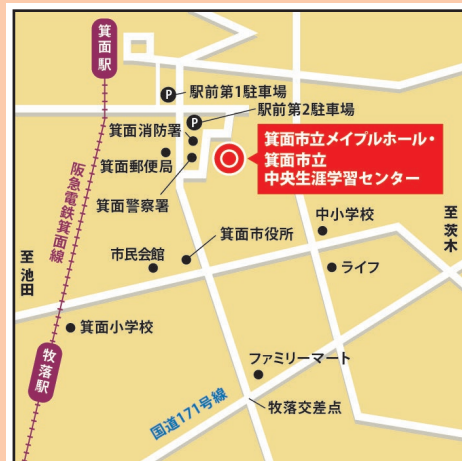 箕面駅
駅前第1駐車場
駅前第2駐車場
箕面消防署
箕面郵便局
箕面警察署
箕面市立メイプルホール・
箕面市立
中央生涯学習センター
阪急電鉄箕面線
至茨木
中小学校
箕面市役所
市民会館
ライフ
至池田
箕面小学校
牧落駅
ファミリーマート
国道171号線
牧落交差点
P
P